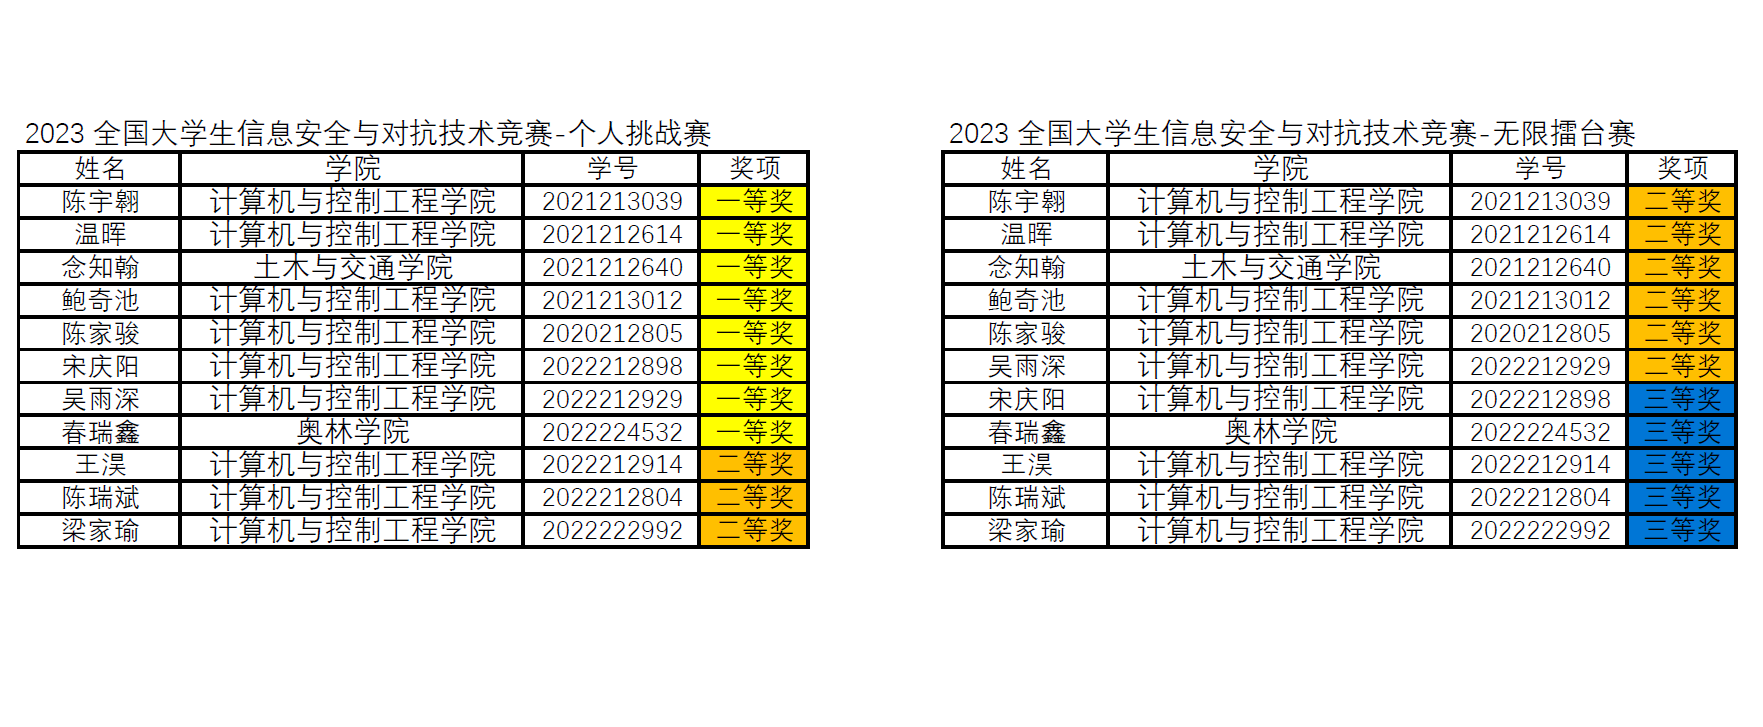 2023 全国大学生信息安全与对抗技术竞赛-个人挑战赛
姓名 学院 学号 奖项
陈宇翱 计算机与控制工程学院 2021213039 一等奖
温晖 计算机与控制工程学院 2021212614 一等奖
念知翰 土木与交通学院 2021212640 一等奖
鲍奇池 计算机与控制工程学院 2021213012 一等奖
陈家骏 计算机与控制工程学院 2020212805 一等奖
宋庆阳 计算机与控制工程学院 2022212898 一等奖
吴雨深 计算机与控制工程学院 2022212929 一等奖
春瑞鑫 奥林学院 2022224532 一等奖
王淏 计算机与控制工程学院 2022212914 二等奖
陈瑞斌 计算机与控制工程学院 2022212804 二等奖
梁家瑜 计算机与控制工程学院 2022222992 二等奖
2023 全国大学生信息安全与对抗技术竞赛-无限擂台赛
姓名 学院 学号 奖项
陈宇翱 计算机与控制工程学院 2021213039 二等奖
温晖 计算机与控制工程学院 2021212614 二等奖
念知翰 土木与交通学院 2021212640 二等奖
鲍奇池 计算机与控制工程学院 2021213012 二等奖
陈家骏 计算机与控制工程学院 2020212805 二等奖
吴雨深 计算机与控制工程学院 2022212929 二等奖
宋庆阳 计算机与控制工程学院 2022212898 三等奖
春瑞鑫 奥林学院 2022224532 三等奖
王淏 计算机与控制工程学院 2022212914 三等奖
陈瑞斌 计算机与控制工程学院 2022212804 三等奖
梁家瑜 计算机与控制工程学院 2022222992 三等奖